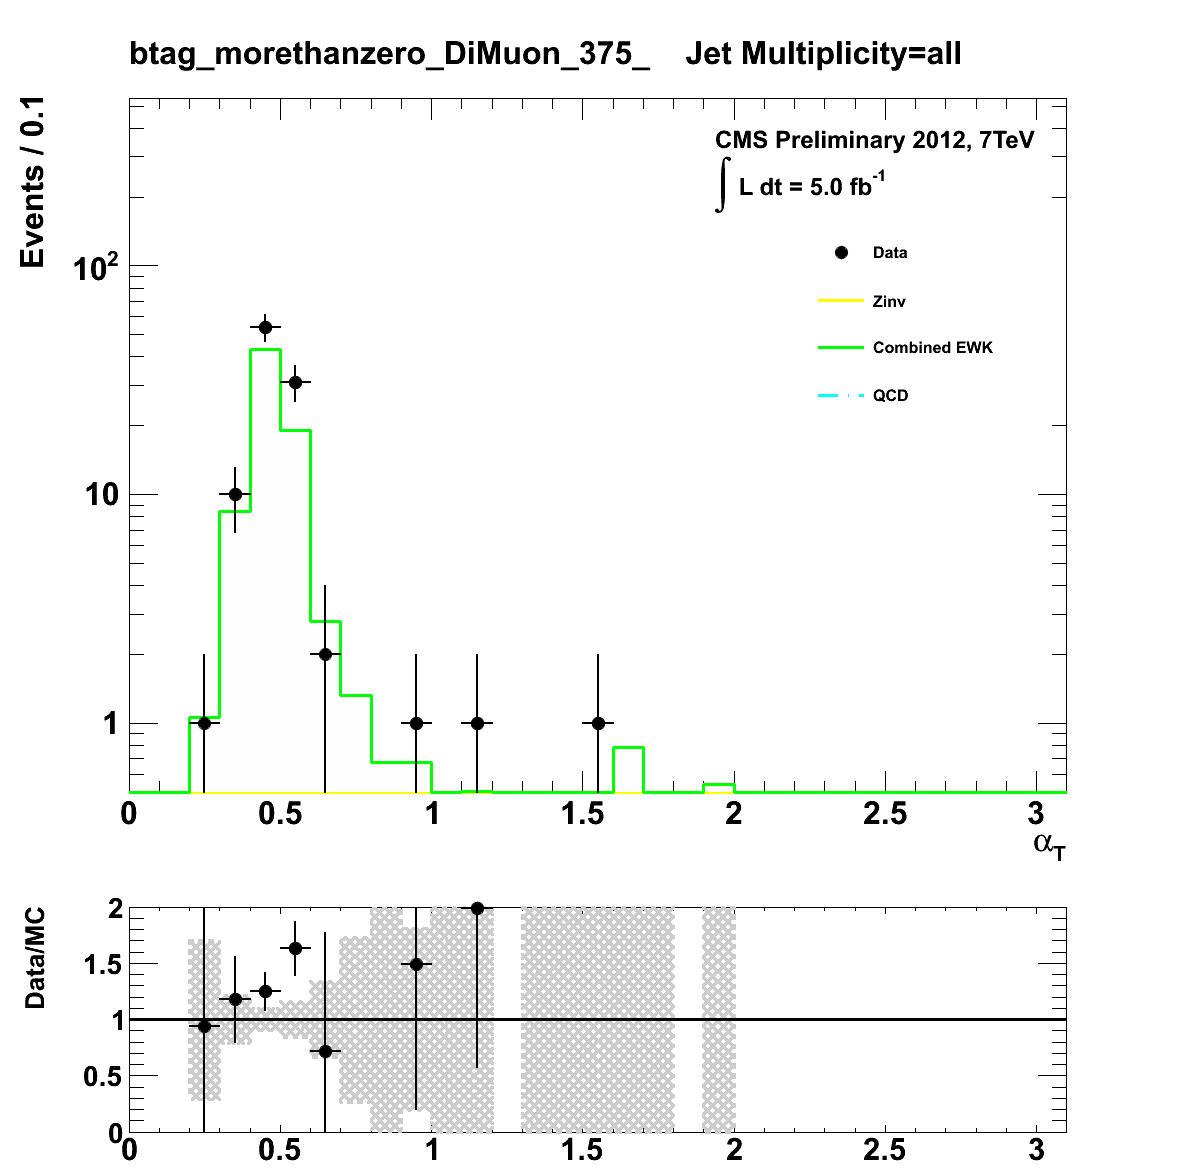 btag_morethanzero_DiMuon_375_ Jet Multiplicity=all
Events / 0.1
CMS Preliminary 2012, 7TeV
∫ L dt = 5.0 fb⁻¹
Data
Zinv
Combined EWK
QCD
10²
10
1
0 0.5 1 1.5 2 2.5 3
α_T
Data/MC
2
1.5
1
0.5
0
0 0.5 1 1.5 2 2.5 3